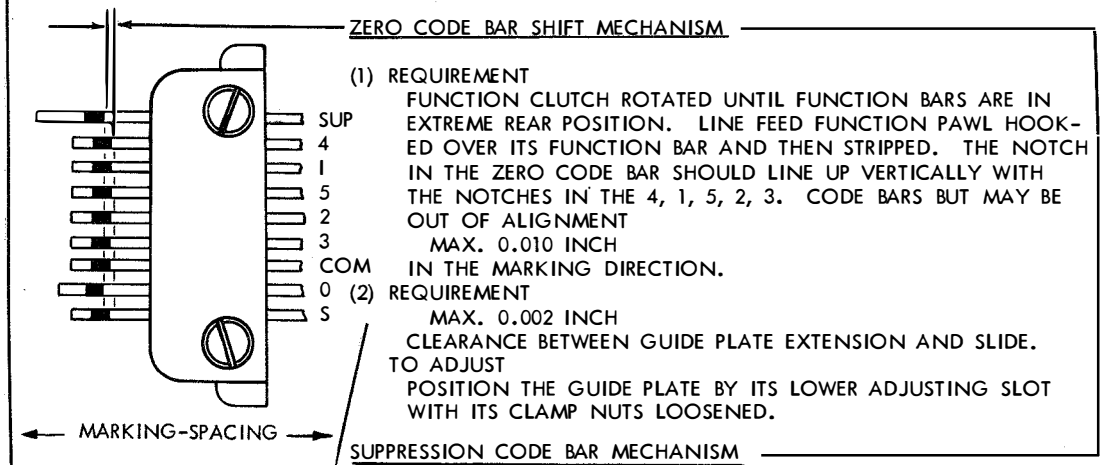 ZERO CODE BAR SHIFT MECHANISM
(1) REQUIREMENT
FUNCTION CLUTCH ROTATED UNTIL FUNCTION BARS ARE IN
EXTREME REAR POSITION. LINE FEED FUNCTION PAWL HOOK-
ED OVER ITS FUNCTION BAR AND THEN STRIPPED. THE NOTCH
IN THE ZERO CODE BAR SHOULD LINE UP VERTICALLY WITH
THE NOTCHES IN THE 4, 1, 5, 2, 3. CODE BARS BUT MAY BE
OUT OF ALIGNMENT
MAX. 0.010 INCH
IN THE MARKING DIRECTION.
(2) REQUIREMENT
MAX. 0.002 INCH
CLEARANCE BETWEEN GUIDE PLATE EXTENSION AND SLIDE.
TO ADJUST
POSITION THE GUIDE PLATE BY ITS LOWER ADJUSTING SLOT
WITH ITS CLAMP NUTS LOOSENED.
SUP
4
1
5
2
3
COM
0
S
MARKING-SPACING
SUPPRESSION CODE BAR MECHANISM